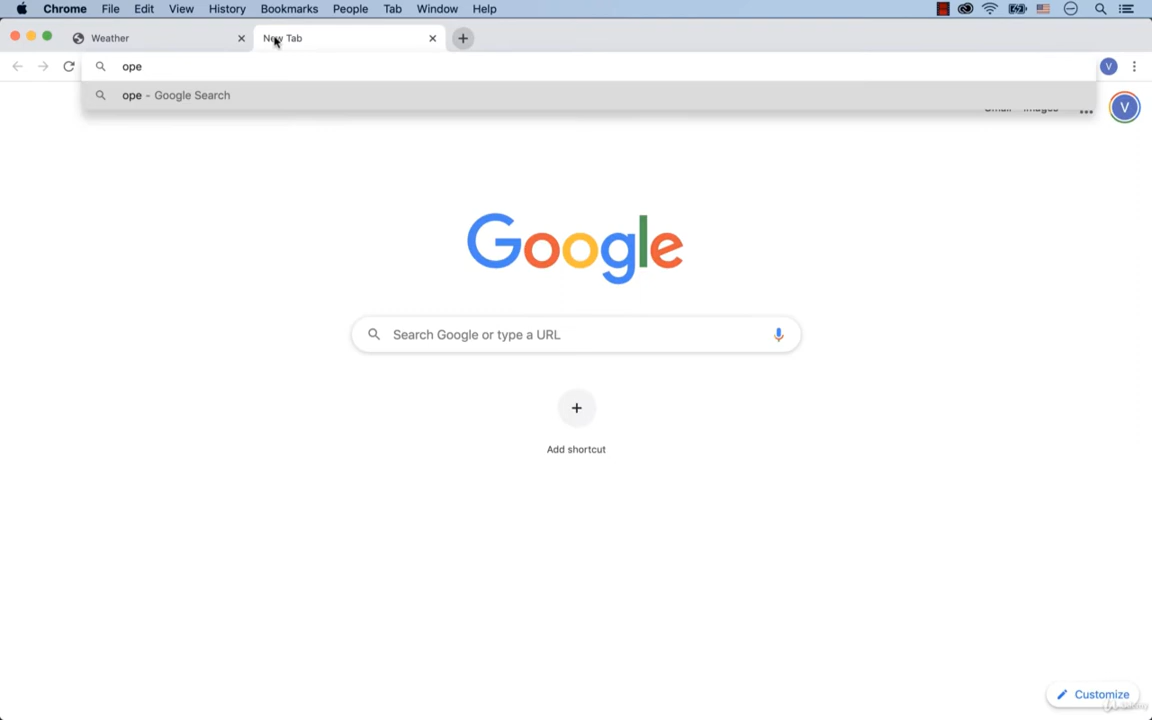 Chrome File Edit View History Bookmarks People Tab Window Help
Weather New Tab
ope V
ope - Google Search
Gmail Images V
Google
Search Google or type a URL
Add shortcut
Customize